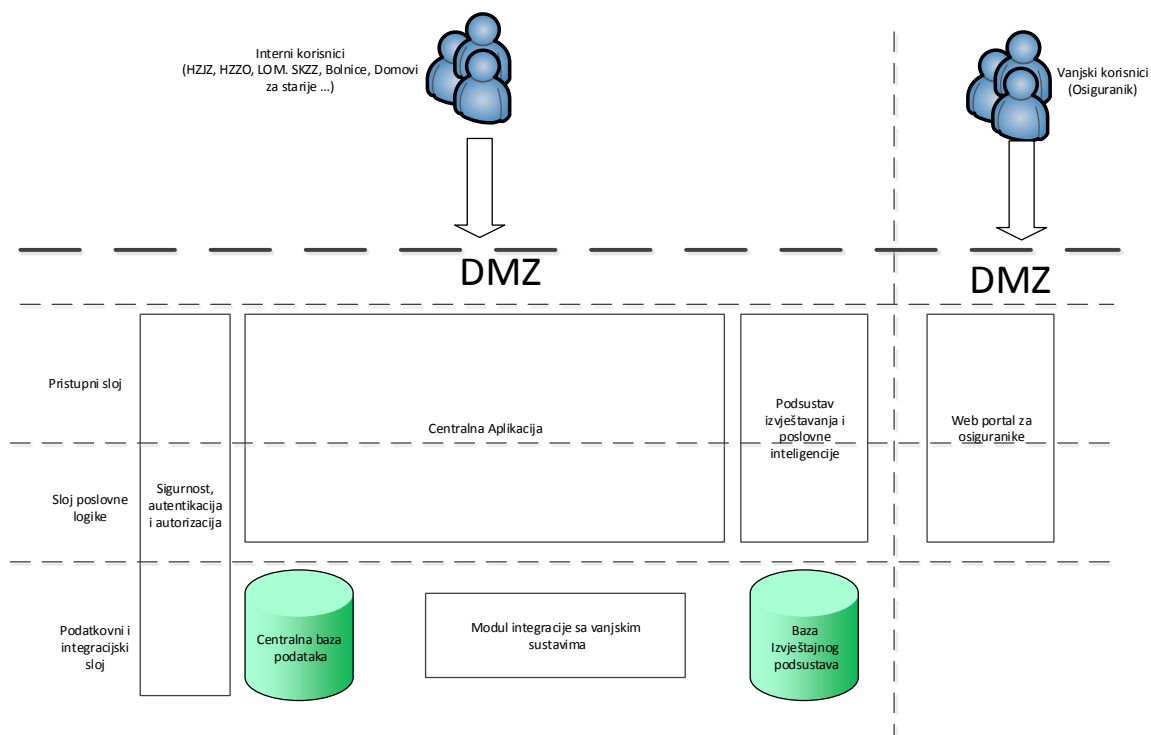 Interni korisnici
(HZJZ, HZZO, LOM. SKZZ, Bolnice, Domovi
za starije ...)
Vanjski korisnici
(Osiguranik)
DMZ
DMZ
Pristupni sloj
Sloj poslovne
logike
Podatkovni i
integracijski
sloj
Sigurnost,
autentikacija
i autorizacija
Centralna Aplikacija
Podsustav
izvještavanja i
poslovne
inteligencije
Web portal za
osiguranike
Centralna baza
podataka
Modul integracije sa vanjskim
sustavima
Baza
Izvještajnog
podsustava